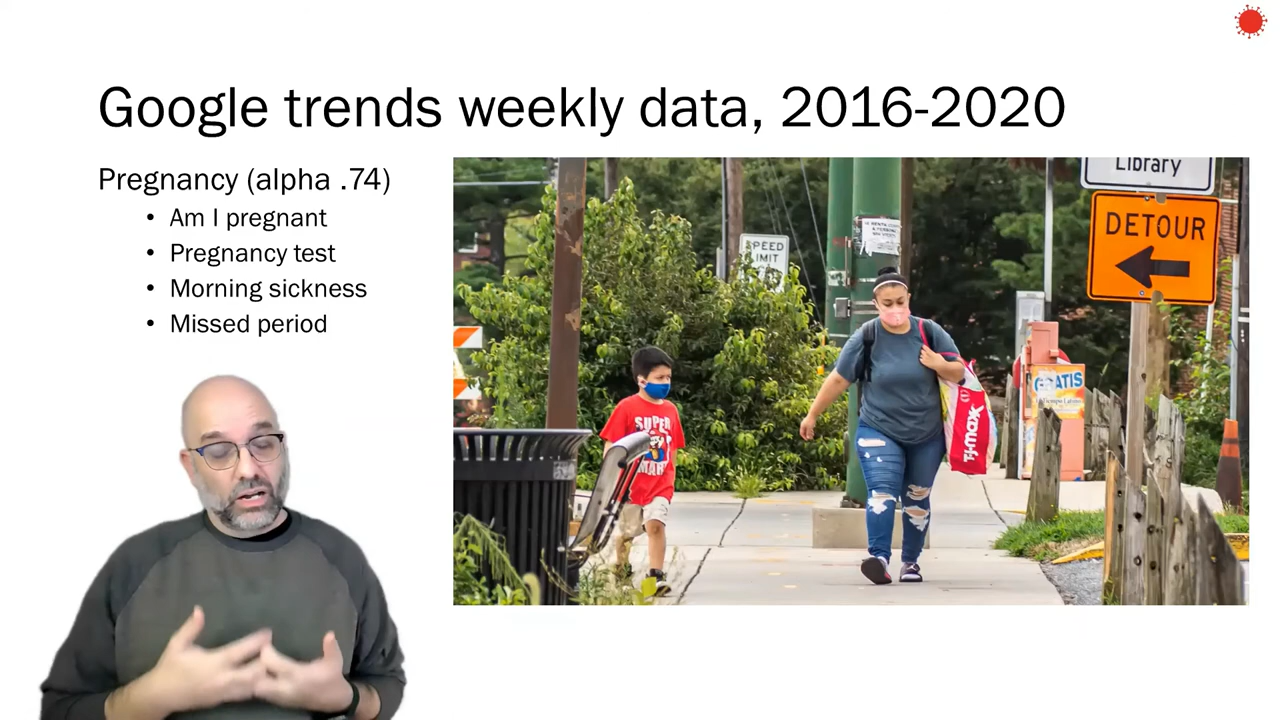 Google trends weekly data, 2016-2020
Pregnancy (alpha .74)
• Am I pregnant
• Pregnancy test
• Morning sickness
• Missed period
Library
DETOUR
SPEED
LIMIT
SUPER
MAR
GRATIS
T.J.maxx